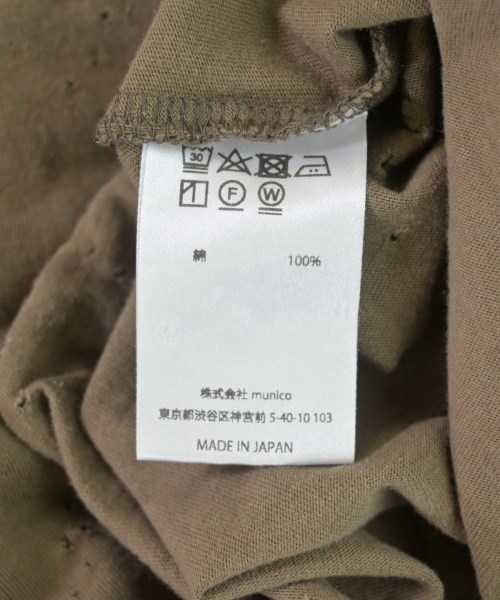 30
F W
綿 100%
株式会社 munico
東京都渋谷区神宮前 5-40-10 103
MADE IN JAPAN